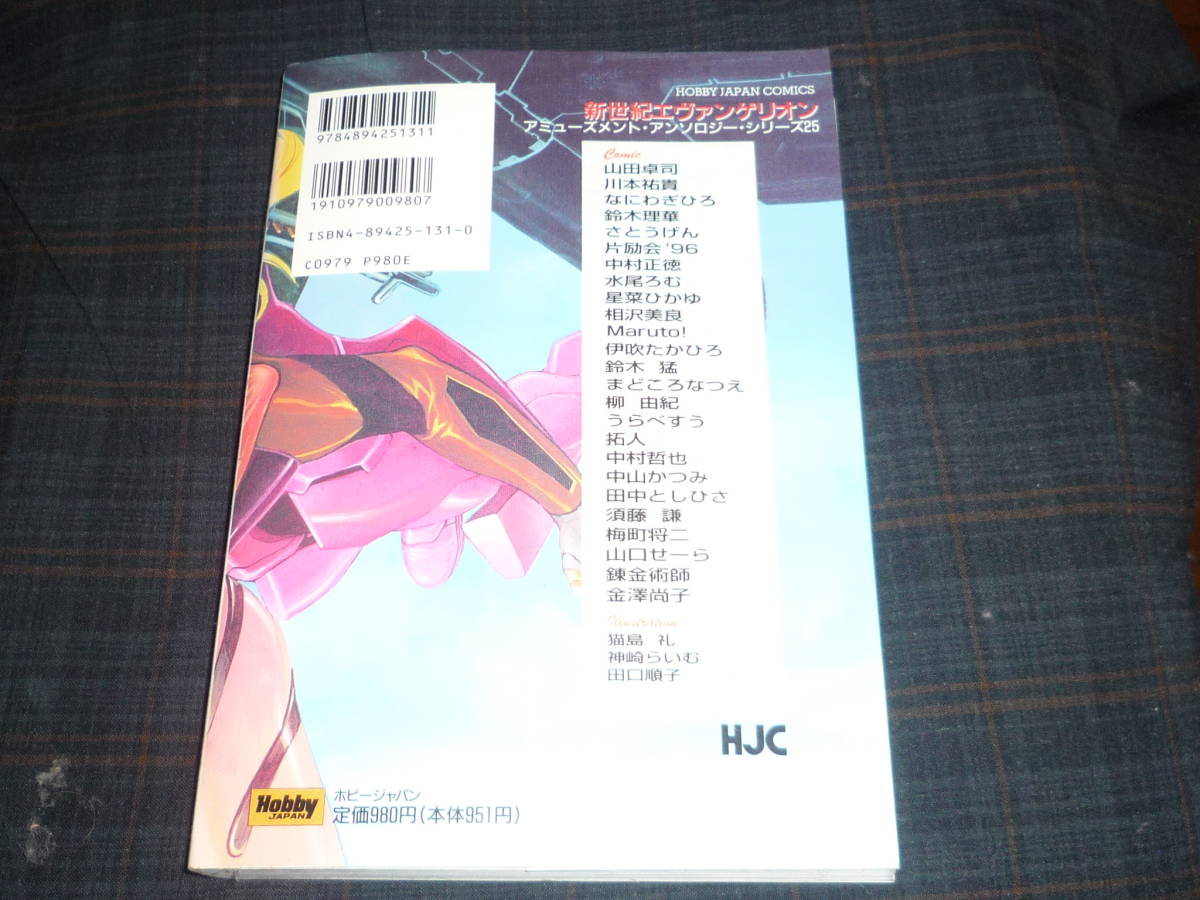 HOBBY JAPAN COMICS
新世紀エヴァンゲリオン
アミューズメント・アンソロジー・シリーズ25
9784894251311
1910979009807
ISBN4-89425-131-0
C0979 P980E
Comic
山田卓司
川本祐貴
なにわぎひろ
鈴木理華
さとうげん
片励会'96
中村正徳
水尾ろむ
星菜ひかゆ
相沢美良
Maruto!
伊吹たかひろ
鈴木 猛
まどころなつえ
柳 由紀
うらべすう
拓人
中村哲也
中山かつみ
田中としひさ
須藤 謙
梅町将二
山口せーら
錬金術師
金澤尚子
Illustration
猫島 礼
神崎らいむ
田口順子
HJC
Hobby
JAPAN
ホビージャパン
定価980円(本体951円)